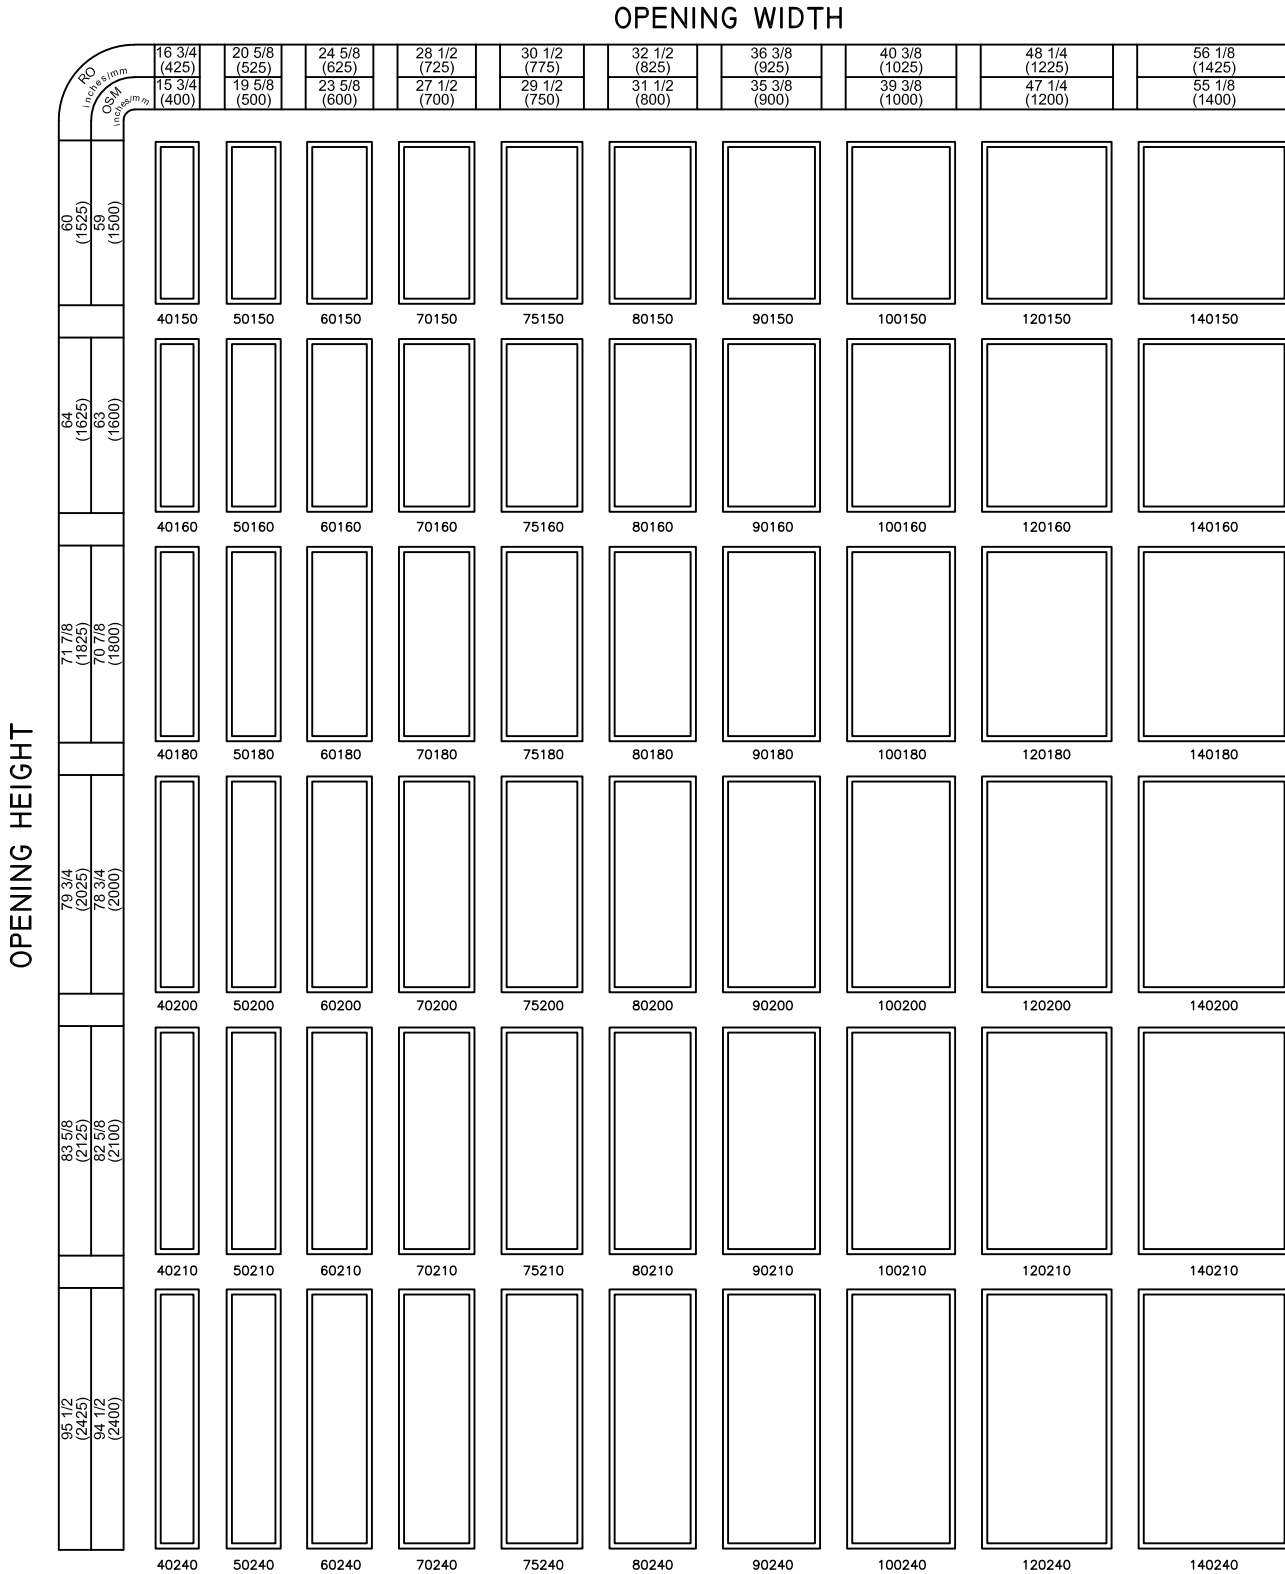 OPENING WIDTH
RO
inches/mm
OSM
inches/mm
16 3/4 20 5/8 24 5/8 28 1/2 30 1/2 32 1/2 36 3/8 40 3/8 48 1/4 56 1/8
(425) (525) (625) (725) (775) (825) (925) (1025) (1225) (1425)
15 3/4 19 5/8 23 5/8 27 1/2 29 1/2 31 1/2 35 3/8 39 3/8 47 1/4 55 1/8
(400) (500) (600) (700) (750) (800) (900) (1000) (1200) (1400)
OPENING HEIGHT
60
(1525)
59
(1500)
40150 50150 60150 70150 75150 80150 90150 100150 120150 140150
64
(1625)
63
(1600)
40160 50160 60160 70160 75160 80160 90160 100160 120160 140160
71 7/8
(1825)
70 7/8
(1800)
40180 50180 60180 70180 75180 80180 90180 100180 120180 140180
79 3/4
(2025)
78 3/4
(2000)
40200 50200 60200 70200 75200 80200 90200 100200 120200 140200
83 5/8
(2125)
82 5/8
(2100)
40210 50210 60210 70210 75210 80210 90210 100210 120210 140210
95 1/2
(2425)
94 1/2
(2400)
40240 50240 60240 70240 75240 80240 90240 100240 120240 140240